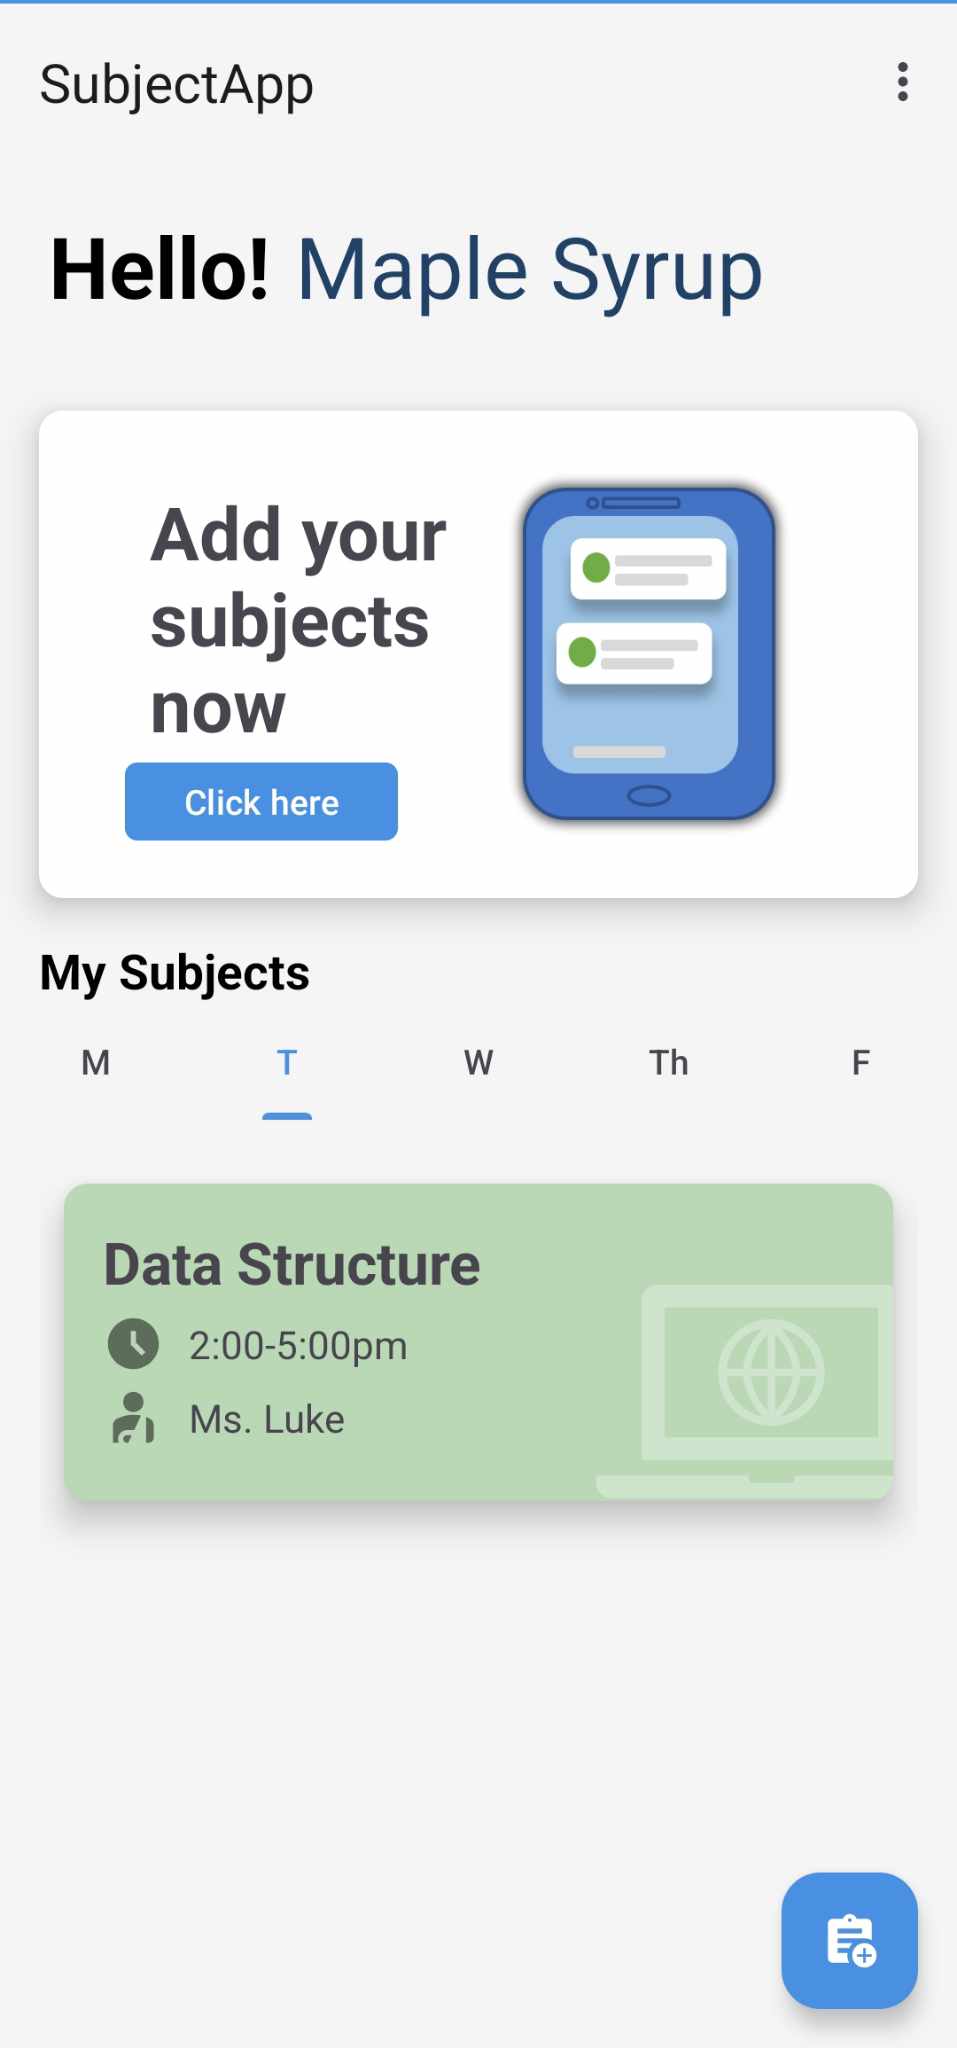 SubjectApp
Hello! Maple Syrup
Add your
subjects
now
Click here
My Subjects
M T W Th F
Data Structure
2:00-5:00pm
Ms. Luke